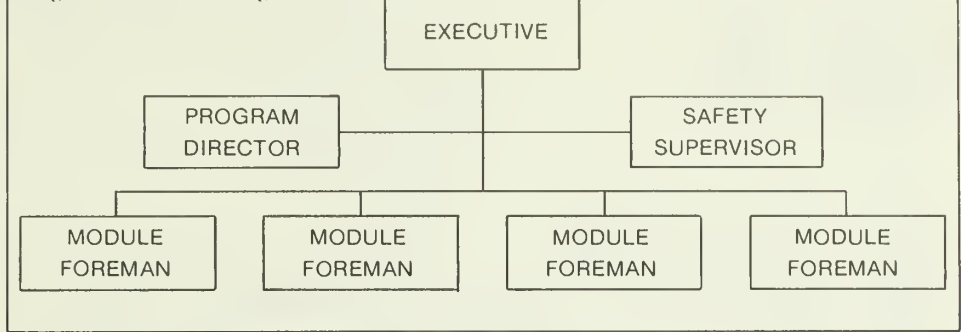 EXECUTIVE
PROGRAM
DIRECTOR
SAFETY
SUPERVISOR
MODULE
FOREMAN
MODULE
FOREMAN
MODULE
FOREMAN
MODULE
FOREMAN